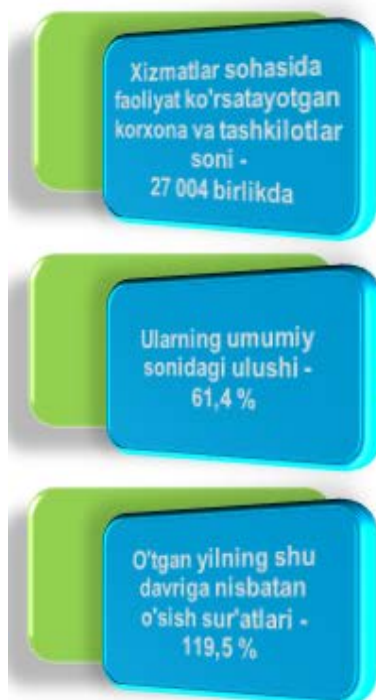 Xizmatlar sohasida
faoliyat ko'rsatayotgan
korxona va tashkilotlar
soni -
27 004 birlikda
Ularning umumiy
sonidagi ulushi -
61,4 %
O'tgan yilning shu
davriga nisbatan
o'sish sur'atlari -
119,5 %